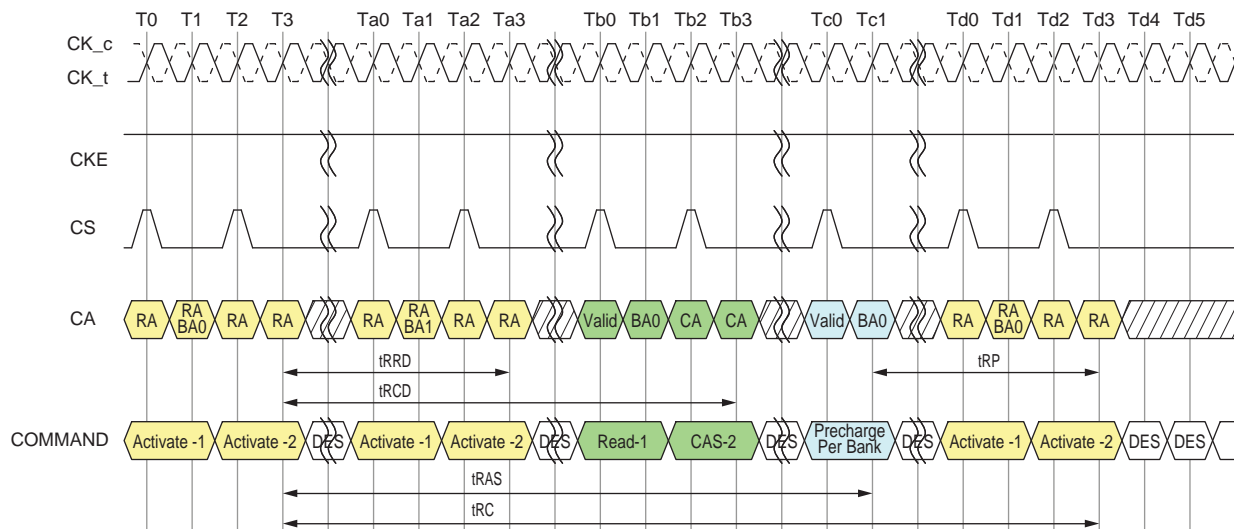 T0 T1 T2 T3 Ta0 Ta1 Ta2 Ta3 Tb0 Tb1 Tb2 Tb3 Tc0 Tc1 Td0 Td1 Td2 Td3 Td4 Td5
CK_c
CK_t
CKE
CS
CA RA RA BA0 RA RA RA RA BA1 RA RA Valid BA0 CA CA Valid BA0 RA RA BA0 RA RA
tRRD tRP
tRCD
COMMAND Activate -1 Activate -2 DES Activate -1 Activate -2 DES Read-1 CAS-2 DES Precharge Per Bank DES Activate -1 Activate -2 DES DES
tRAS
tRC